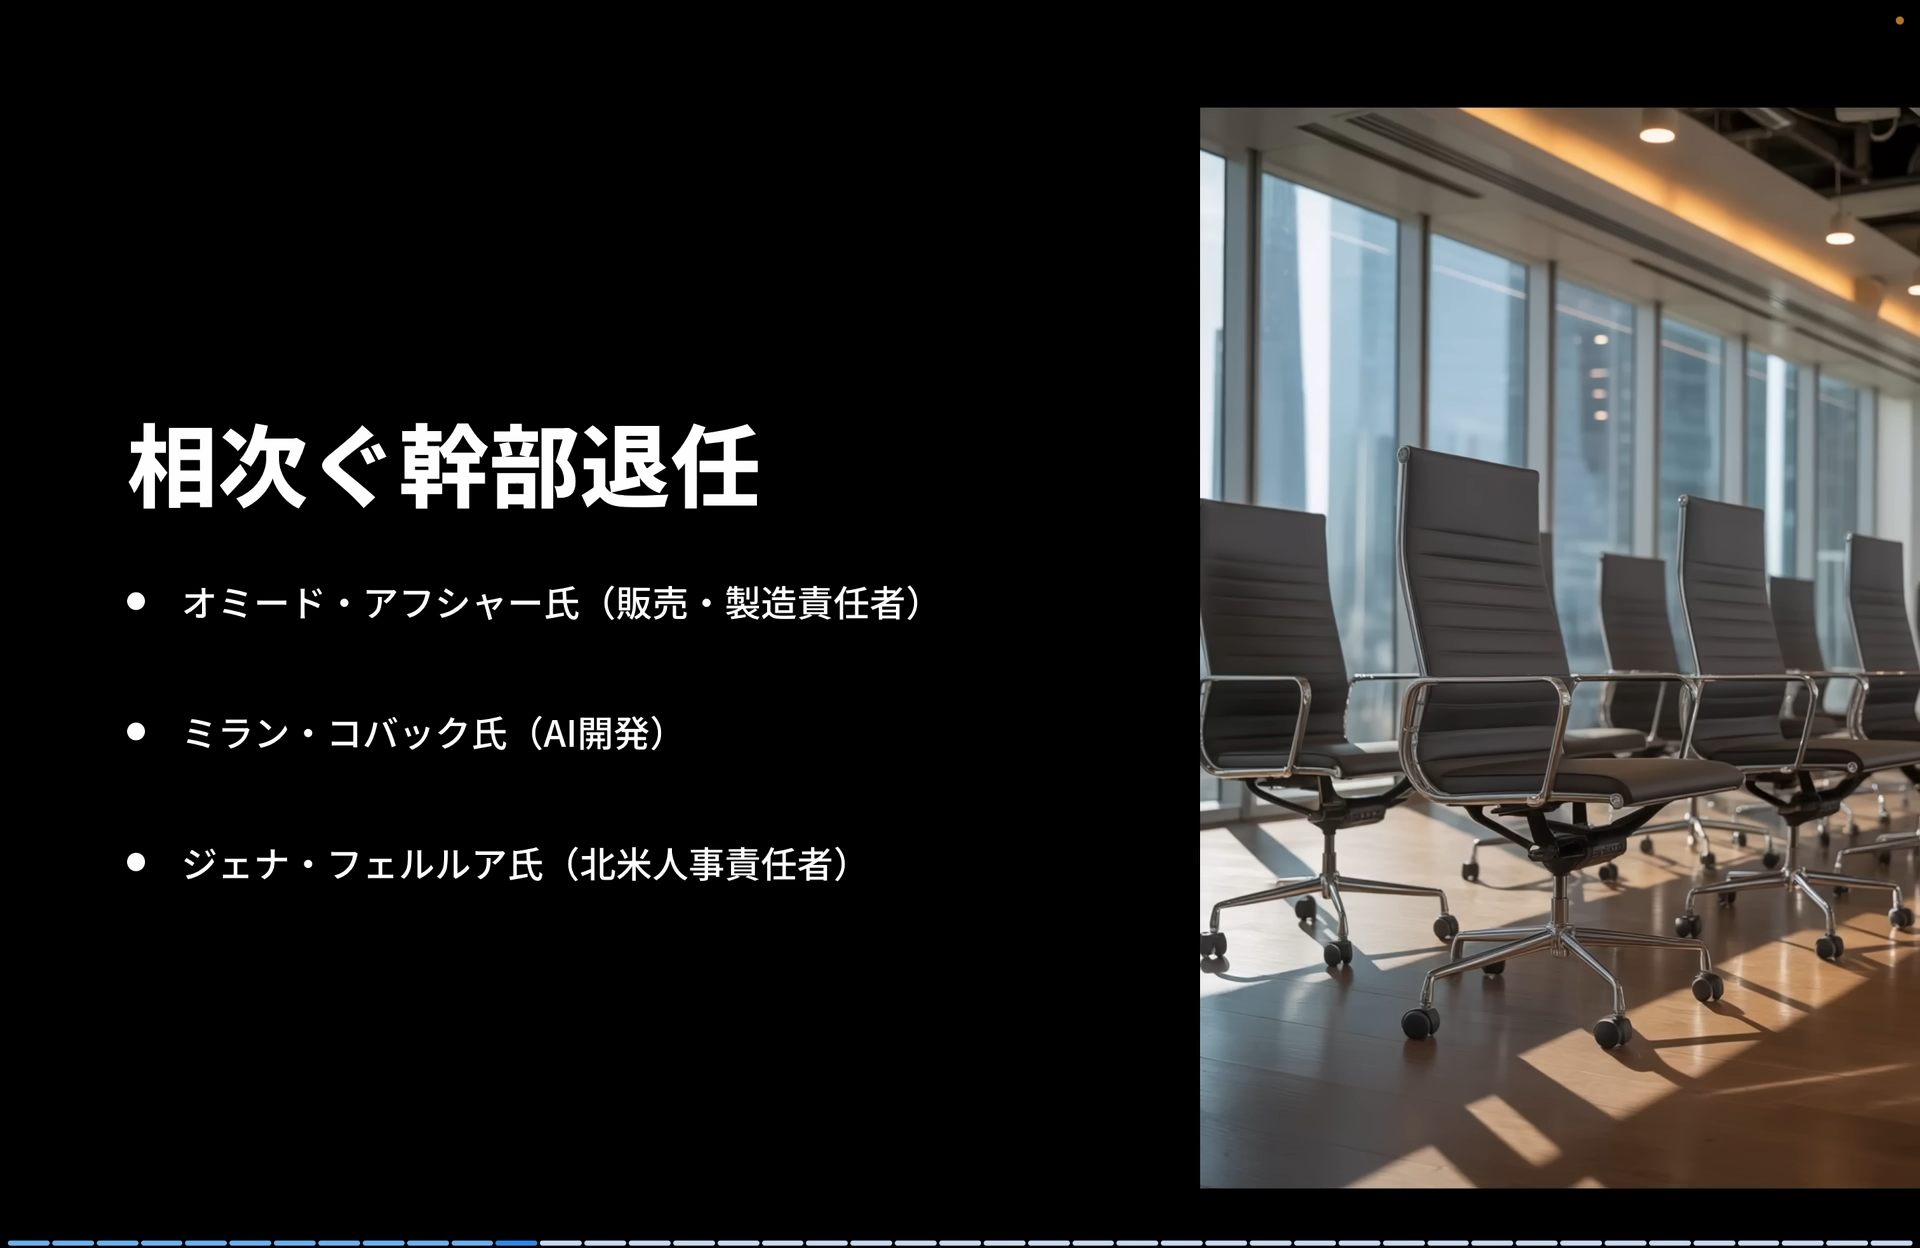 相次ぐ幹部退任
オミード・アフシャー氏（販売・製造責任者）
ミラン・コバック氏（AI開発）
ジェナ・フェルルア氏（北米人事責任者）